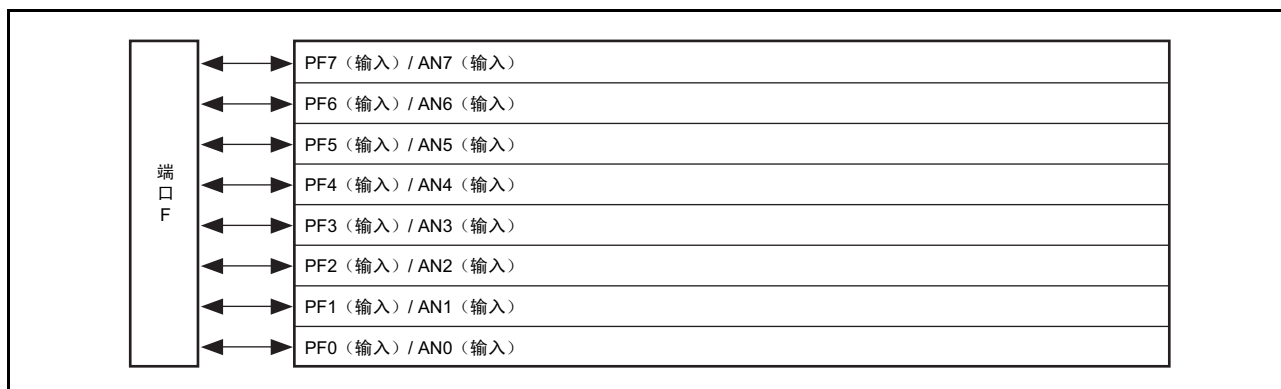 端口F
PF7（输入）/ AN7（输入）
PF6（输入）/ AN6（输入）
PF5（输入）/ AN5（输入）
PF4（输入）/ AN4（输入）
PF3（输入）/ AN3（输入）
PF2（输入）/ AN2（输入）
PF1（输入）/ AN1（输入）
PF0（输入）/ AN0（输入）